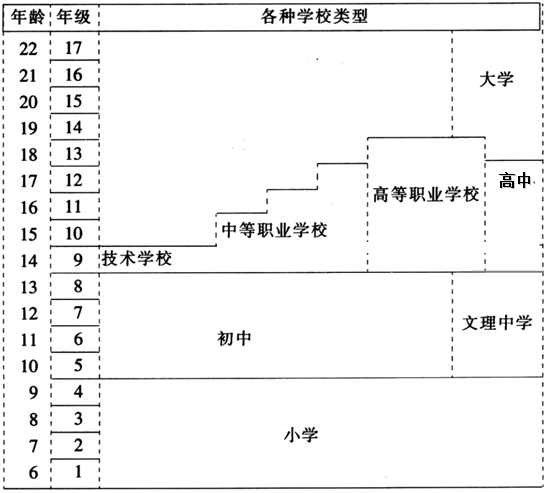 年龄 年级 各种学校类型
22 17
21 16 大学
20 15
19 14
18 13
17 12 高等职业学校 高中
16 11
15 10 中等职业学校
14 9 技术学校
13 8
12 7 文理中学
11 6 初中
10 5
9 4
8 3
7 2 小学
6 1